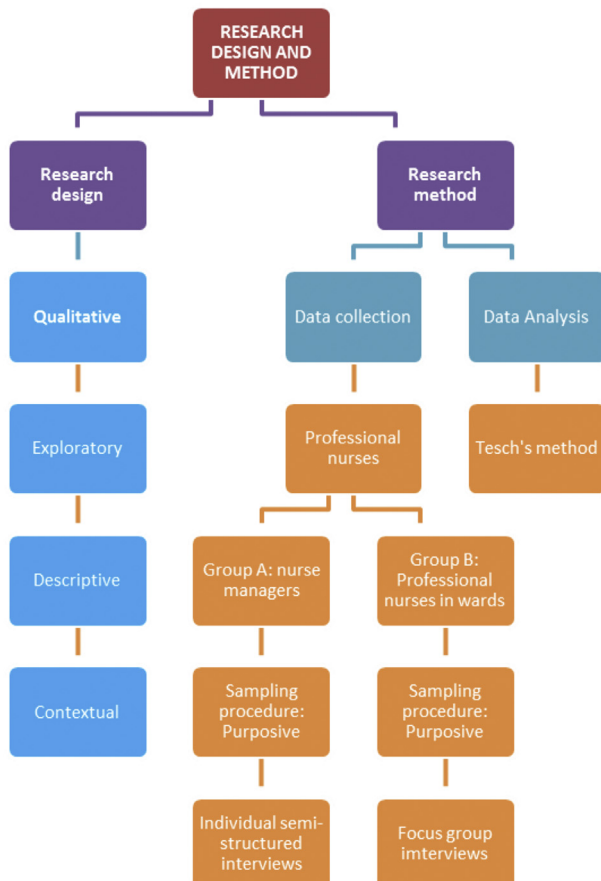 RESEARCH
DESIGN AND
METHOD
Research
design
Research
method
Qualitative
Data collection
Data Analysis
Exploratory
Professional
nurses
Tesch's method
Descriptive
Group A: nurse
managers
Group B:
Professional
nurses in wards
Contextual
Sampling
procedure:
Purposive
Sampling
procedure:
Purposive
Individual semi-
structured
interviews
Focus group
imterviews